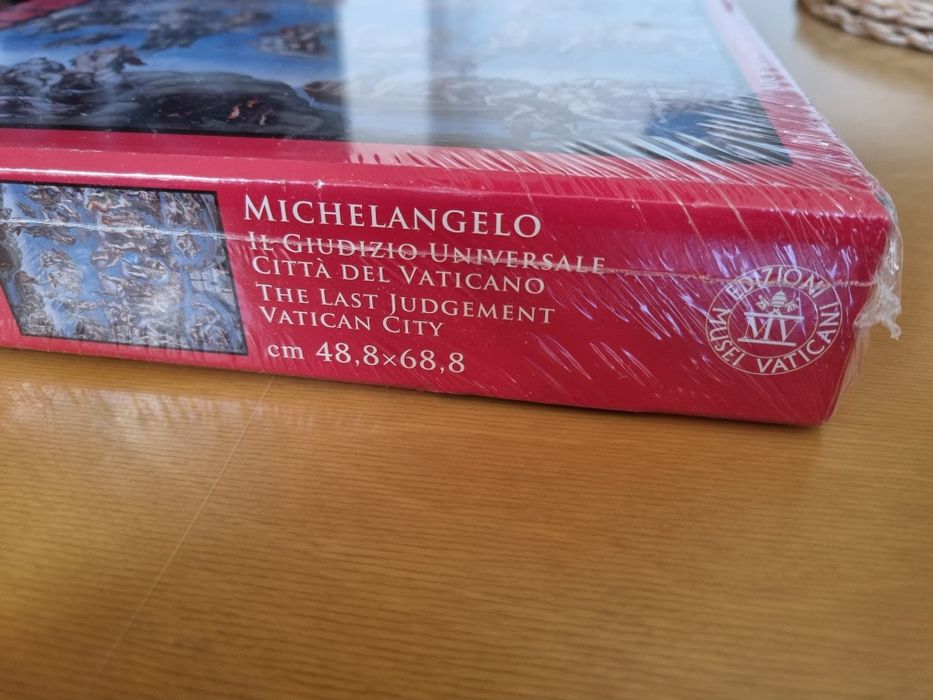 MICHELANGELO
IL GIUDIZIO UNIVERSALE
CITTÀ DEL VATICANO
THE LAST JUDGEMENT
VATICAN CITY
cm 48,8×68,8
EDIZIONI
MUSEI VATICANI
MV